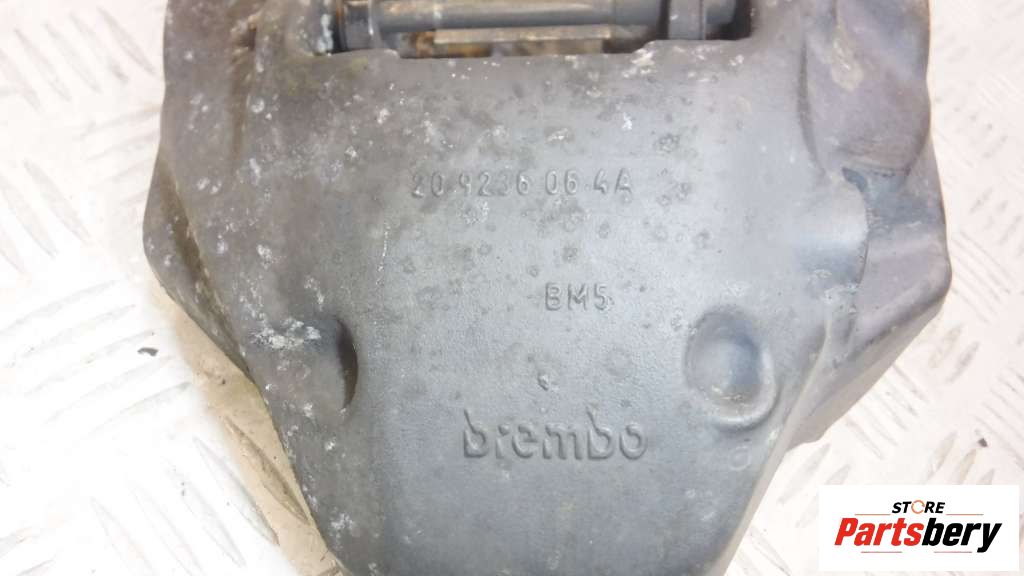 20 9236 06 4A
BM5
brembo
STORE
Partsbery